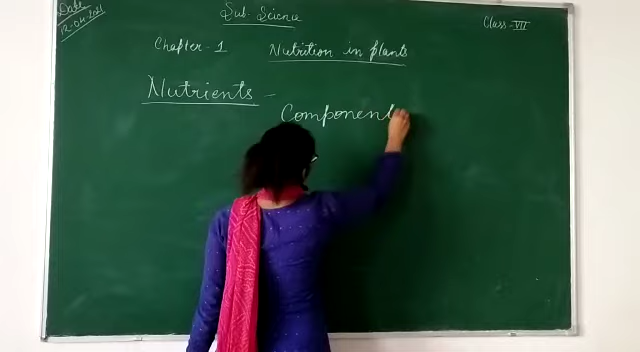 Date
12-04-2021
Sub- Science
Class-VII
Chapter-1 Nutrition in plants
Nutrients -
Component